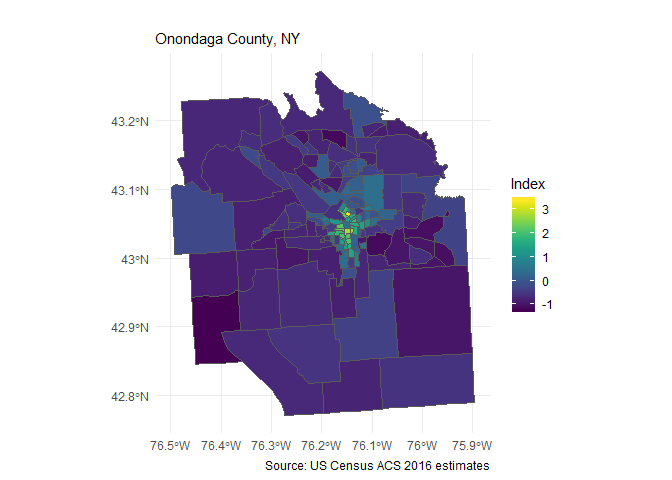 Onondaga County, NY
43.2°N
43.1°N
43°N
42.9°N
42.8°N
76.5°W 76.4°W 76.3°W 76.2°W 76.1°W 76°W 75.9°W
Source: US Census ACS 2016 estimates
Index
3
2
1
0
-1